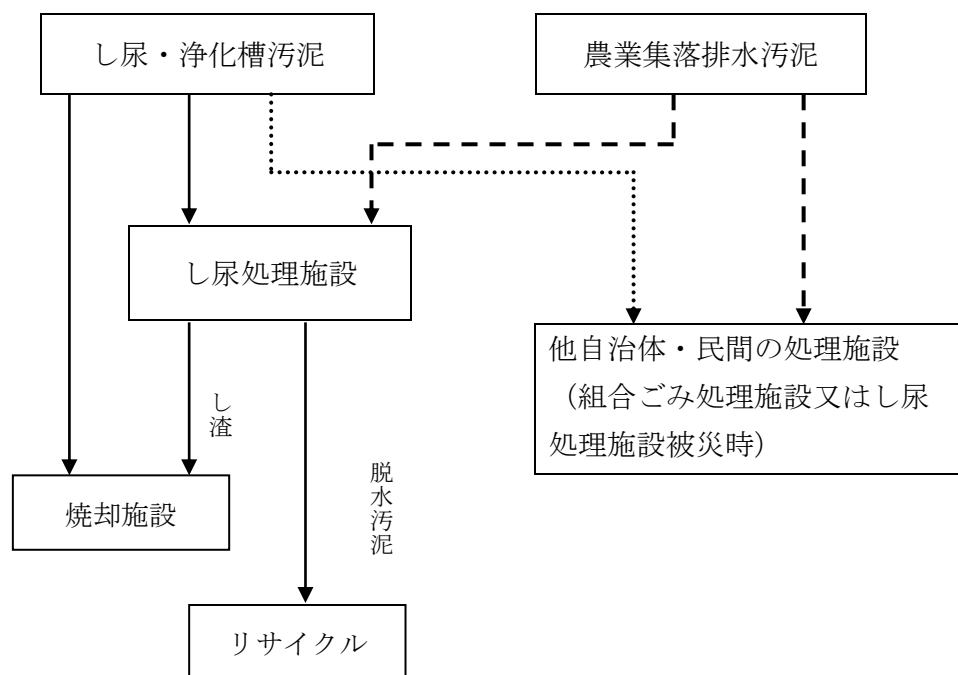 し尿・浄化槽汚泥
農業集落排水汚泥
し尿処理施設
他自治体・民間の処理施設
（組合ごみ処理施設又はし尿
処理施設被災時）
し渣
脱水汚泥
焼却施設
リサイクル